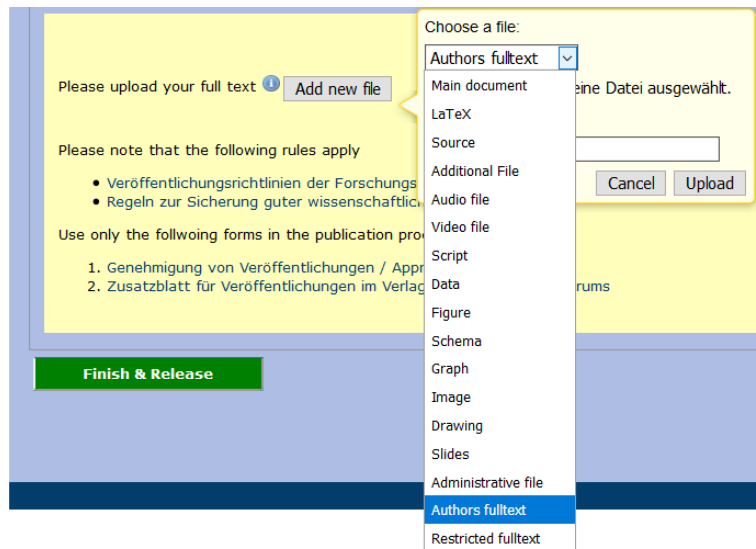 Choose a file:
Authors fulltext
Please upload your full text
Add new file
eine Datei ausgewählt.
Please note that the following rules apply
• Veröffentlichungsrichtlinien der Forschungs
• Regeln zur Sicherung guter wissenschaftlic
Cancel
Upload
Use only the follwoing forms in the publication pro
1. Genehmigung von Veröffentlichungen / Appr
2. Zusatzblatt für Veröffentlichungen im Verlag
rums
Finish & Release
Main document
LaTeX
Source
Additional File
Audio file
Video file
Script
Data
Figure
Schema
Graph
Image
Drawing
Slides
Administrative file
Authors fulltext
Restricted fulltext